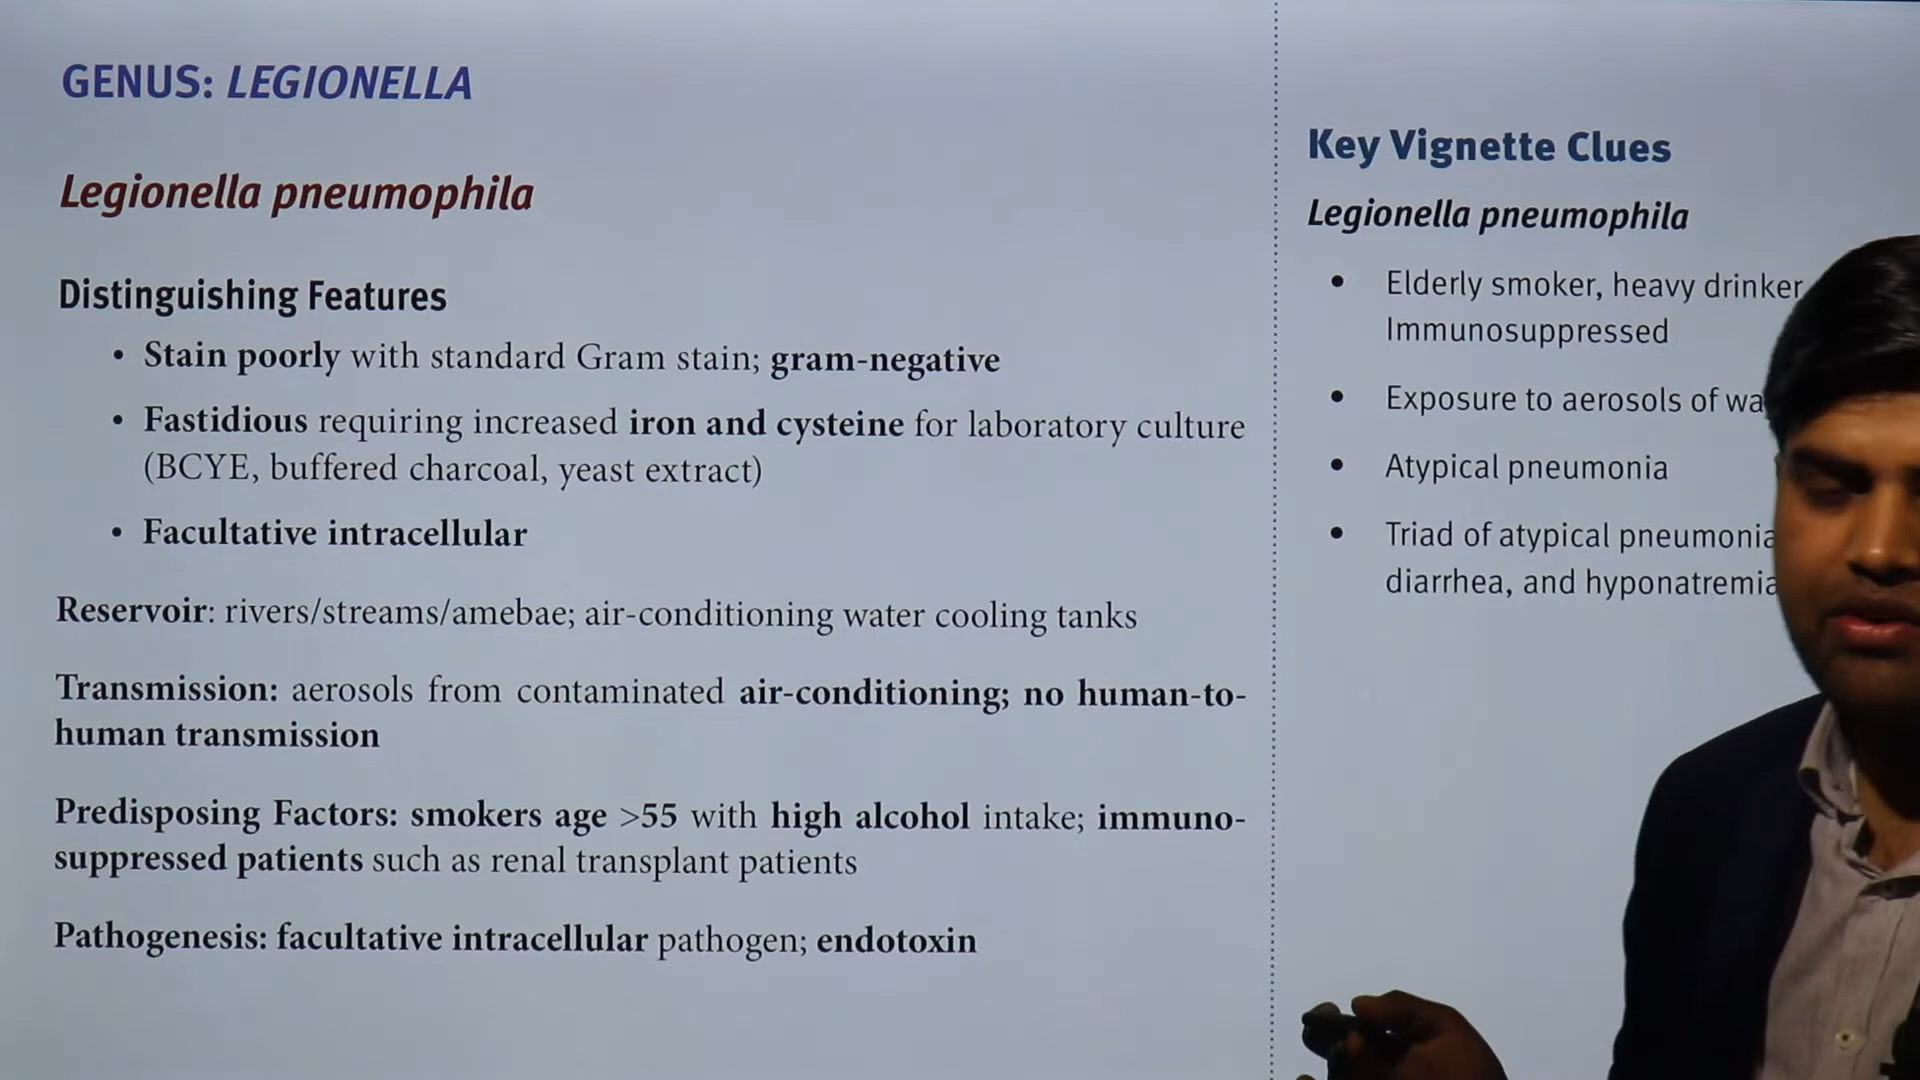 GENUS: LEGIONELLA
Legionella pneumophila
Distinguishing Features
• Stain poorly with standard Gram stain; gram-negative
• Fastidious requiring increased iron and cysteine for laboratory culture
(BCYE, buffered charcoal, yeast extract)
• Facultative intracellular
Reservoir: rivers/streams/amebae; air-conditioning water cooling tanks
Transmission: aerosols from contaminated air-conditioning; no human-to-
human transmission
Predisposing Factors: smokers age >55 with high alcohol intake; immuno-
suppressed patients such as renal transplant patients
Pathogenesis: facultative intracellular pathogen; endotoxin
Key Vignette Clues
Legionella pneumophila
• Elderly smoker, heavy drinker
Immunosuppressed
• Exposure to aerosols of
• Atypical pneumonia
• Triad of atypical pneumonia
diarrhea, and hyponatremia